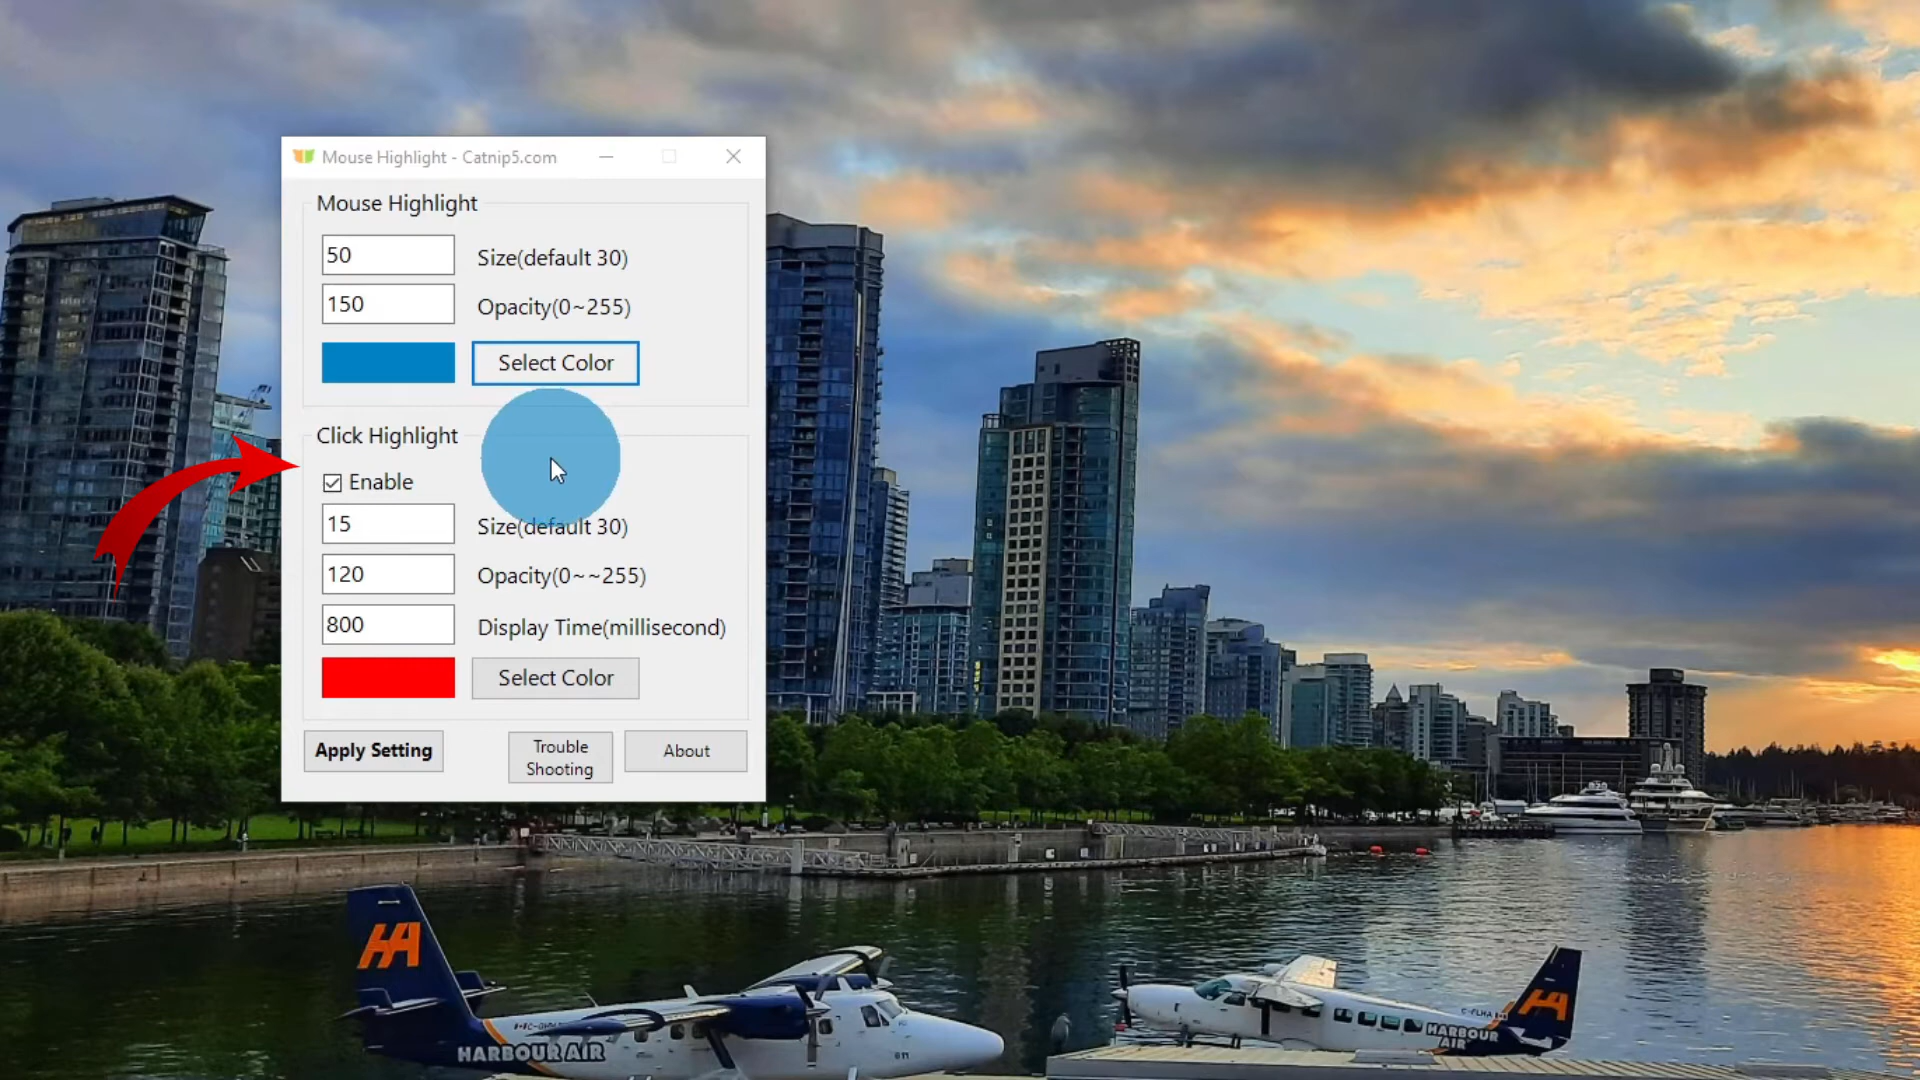 Mouse Highlight - Catnip5.com
Mouse Highlight
50 Size(default 30)
150 Opacity(0~255)
Select Color
Click Highlight
Enable
15 Size(default 30)
120 Opacity(0~~255)
800 Display Time(millisecond)
Select Color
Apply Setting
Trouble
Shooting
About
HA
HARBOUR AIR
HA
HARBOUR
AIR